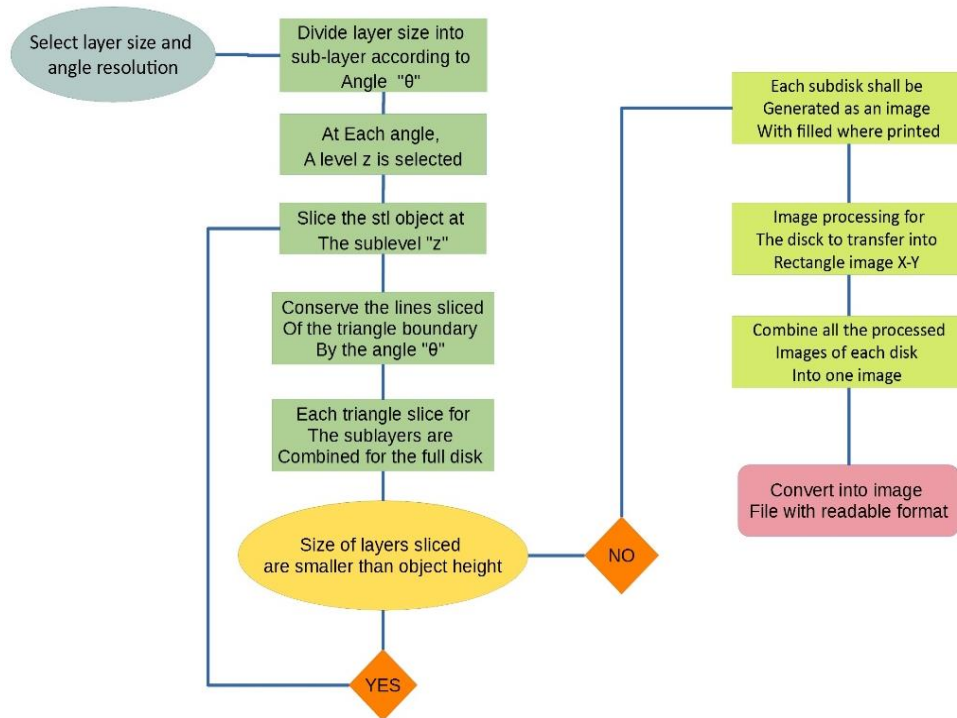 Select layer size and
angle resolution
Divide layer size into
sub-layer according to
Angle "θ"
At Each angle,
A level z is selected
Slice the stl object at
The sublevel "z"
Conserve the lines sliced
Of the triangle boundary
By the angle "θ"
Each triangle slice for
The sublayers are
Combined for the full disk
Size of layers sliced
are smaller than object height
YES
NO
Each subdisk shall be
Generated as an image
With filled where printed
Image processing for
The disck to transfer into
Rectangle image X-Y
Combine all the processed
Images of each disk
Into one image
Convert into image
File with readable format